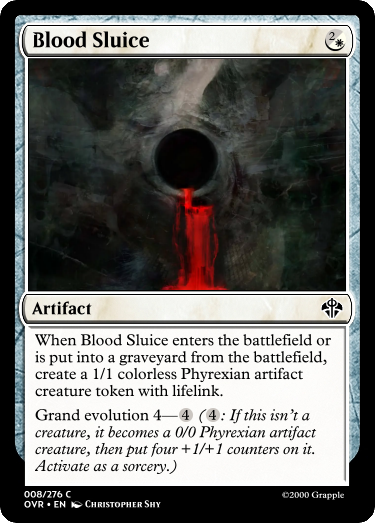 Blood Sluice
2
Artifact
When Blood Sluice enters the battlefield or
is put into a graveyard from the battlefield,
create a 1/1 colorless Phyrexian artifact
creature token with lifelink.
Grand evolution 4—4 (4: If this isn't a
creature, it becomes a 0/0 Phyrexian artifact
creature, then put four +1/+1 counters on it.
Activate as a sorcery.)
008/276 C
OVR • EN Christopher Shy
©2000 Grapple